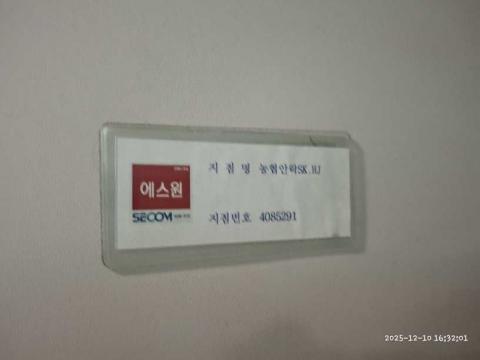 에스원
SECOM
지 점 명 농협안락SK.HJ
지점번호 4085291
2025-12-10 16:32:01